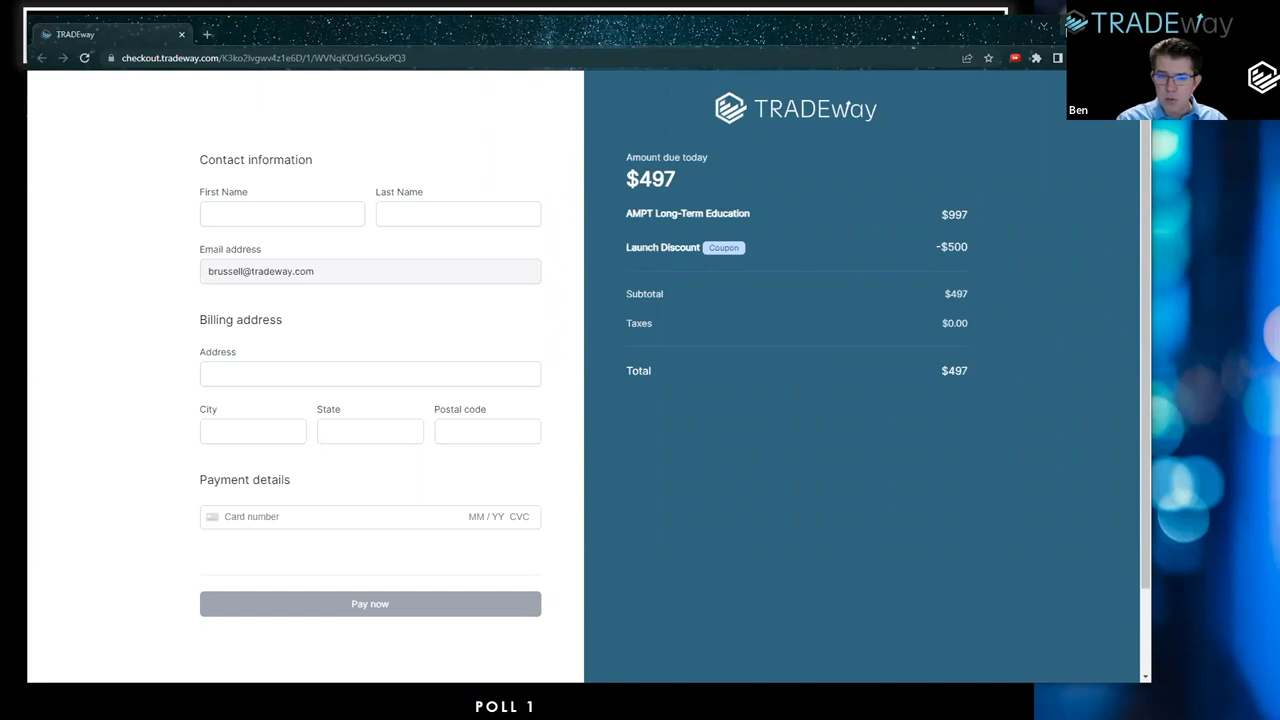 TRADEway
checkout.tradeway.com/K3ko2lvgwv4z1e6D/1/WVNqKDd1Gv5kxPQ3
TRADEway
Ben
Contact information
First Name
Last Name
Email address
brussell@tradeway.com
Billing address
Address
City
State
Postal code
Payment details
Card number
MM / YY CVC
Pay now
TRADEway
Amount due today
$497
AMPT Long-Term Education
$997
Launch Discount Coupon
-$500
Subtotal
$497
Taxes
$0.00
Total
$497
POLL 1